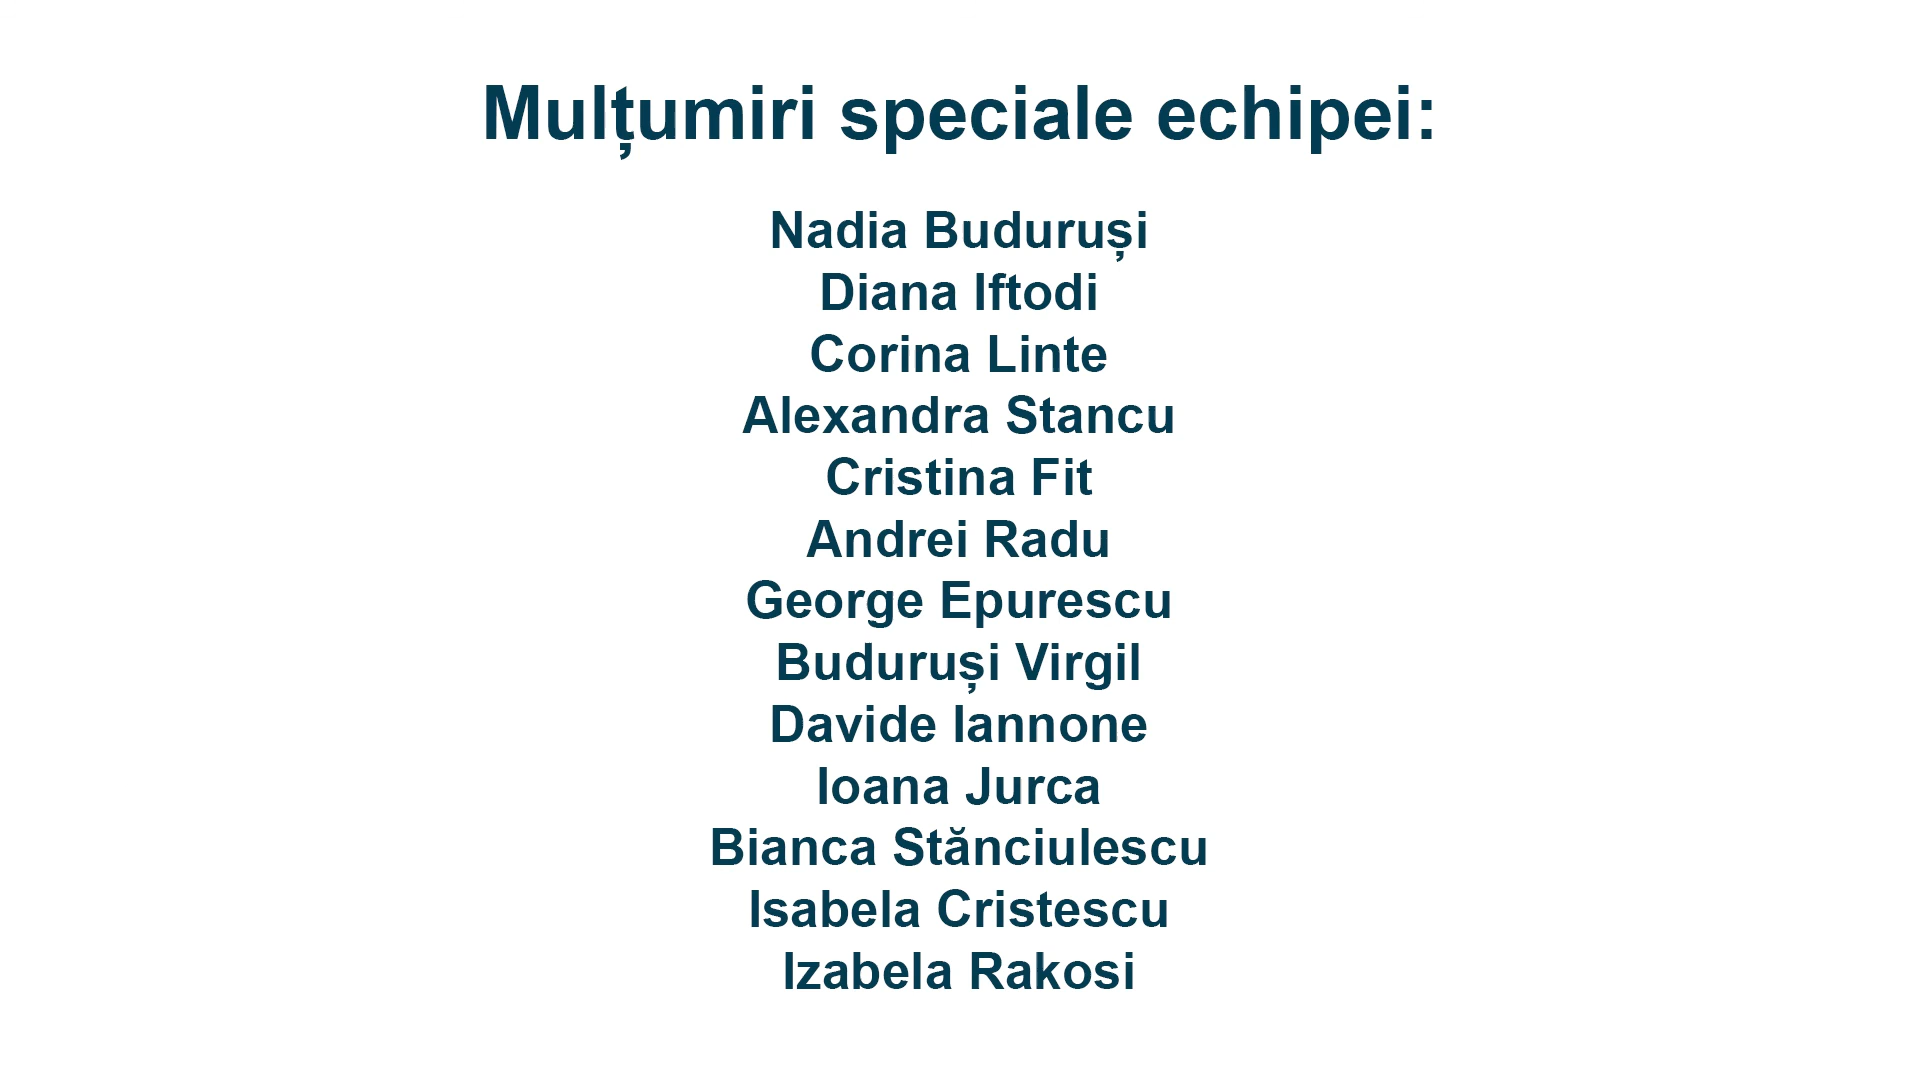 Mulțumiri speciale echipei:
Nadia Buduruși
Diana Iftodi
Corina Linte
Alexandra Stancu
Cristina Fit
Andrei Radu
George Epurescu
Buduruși Virgil
Davide Iannone
Ioana Jurca
Bianca Stănciulescu
Isabela Cristescu
Izabela Rakosi